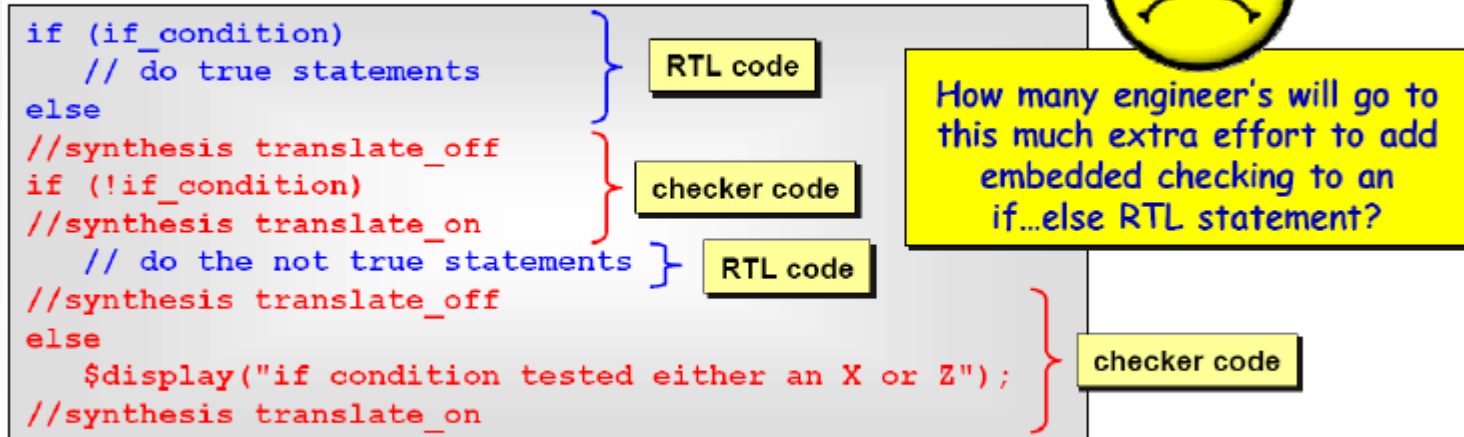 if (if_condition)
// do true statements
else
RTL code
//synthesis translate_off
if (!if_condition)
//synthesis translate_on
checker code
// do the not true statements
RTL code
//synthesis translate_off
else
$display("if condition tested either an X or Z");
//synthesis translate_on
checker code
How many engineer's will go to
this much extra effort to add
embedded checking to an
if…else RTL statement?